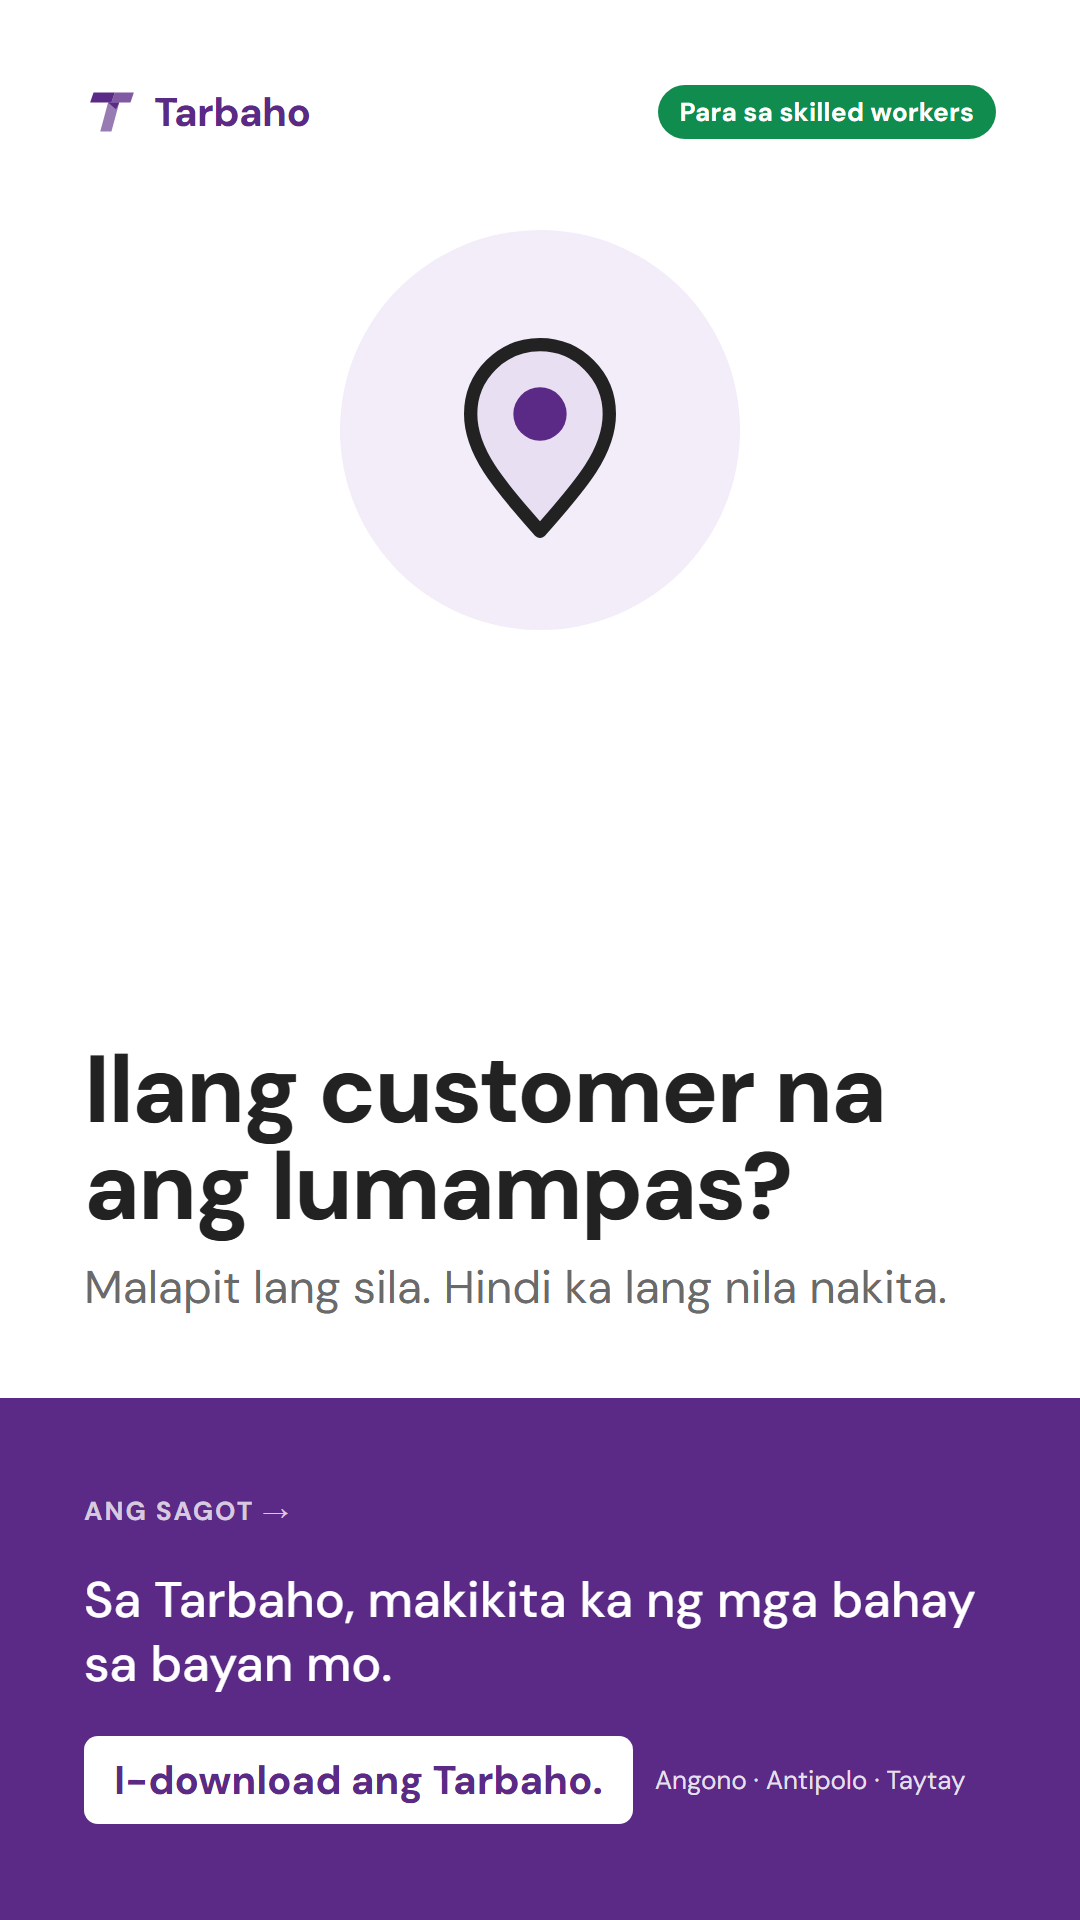 Tarbaho
Para sa skilled workers
Ilang customer na
ang lumampas?
Malapit lang sila. Hindi ka lang nila nakita.
ANG SAGOT →
Sa Tarbaho, makikita ka ng mga bahay
sa bayan mo.
I-download ang Tarbaho.
Angono · Antipolo · Taytay